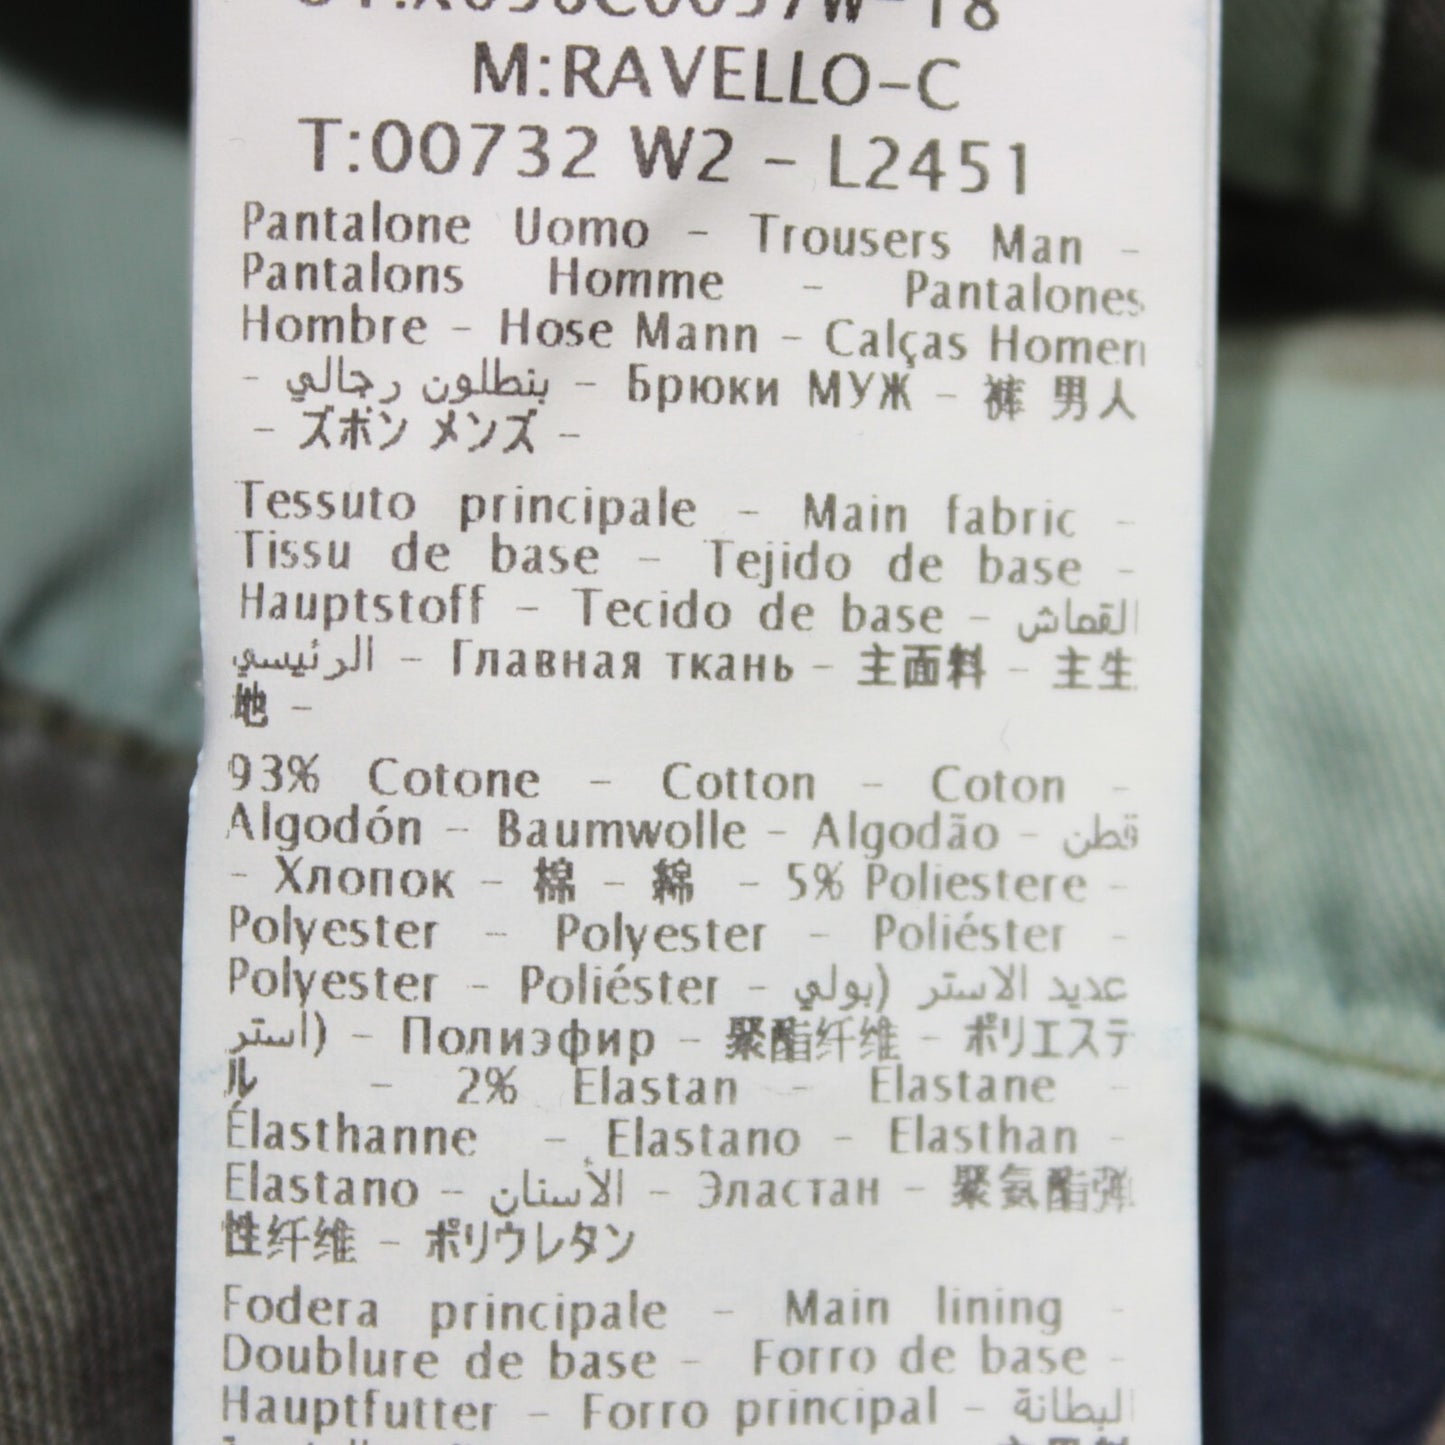 M:RAVELLO-C
T:00732 W2 - L2451
Pantalone Uomo - Trousers Man -
Pantalons Homme - Pantalones
Hombre - Hose Mann - Calças Homen
- بنطلون رجالي - Брюки МУЖ - 裤 男人
- ズボン メンズ -
Tessuto principale - Main fabric -
Tissu de base - Tejido de base -
Hauptstoff - Tecido de base - القماش
الرئيسي - Главная ткань - 主面料 - 主生
地 -
93% Cotone - Cotton - Coton -
Algodón - Baumwolle - Algodão - قطن
- Хлопок - 棉 - 綿 - 5% Poliestere -
Polyester - Polyester - Poliéster -
Polyester - Poliéster - عديد الاستر (بولي
استر) - Полиэфир - 聚酯纤维 - ポリエステ
ル - 2% Elastan - Elastane -
Élasthanne - Elastano - Elasthan -
Elastano - الأسنان - Эластан - 聚氨酯弹
性纤维 - ポリウレタン
Fodera principale - Main lining -
Doublure de base - Forro de base -
Hauptfutter - Forro principal - البطانة